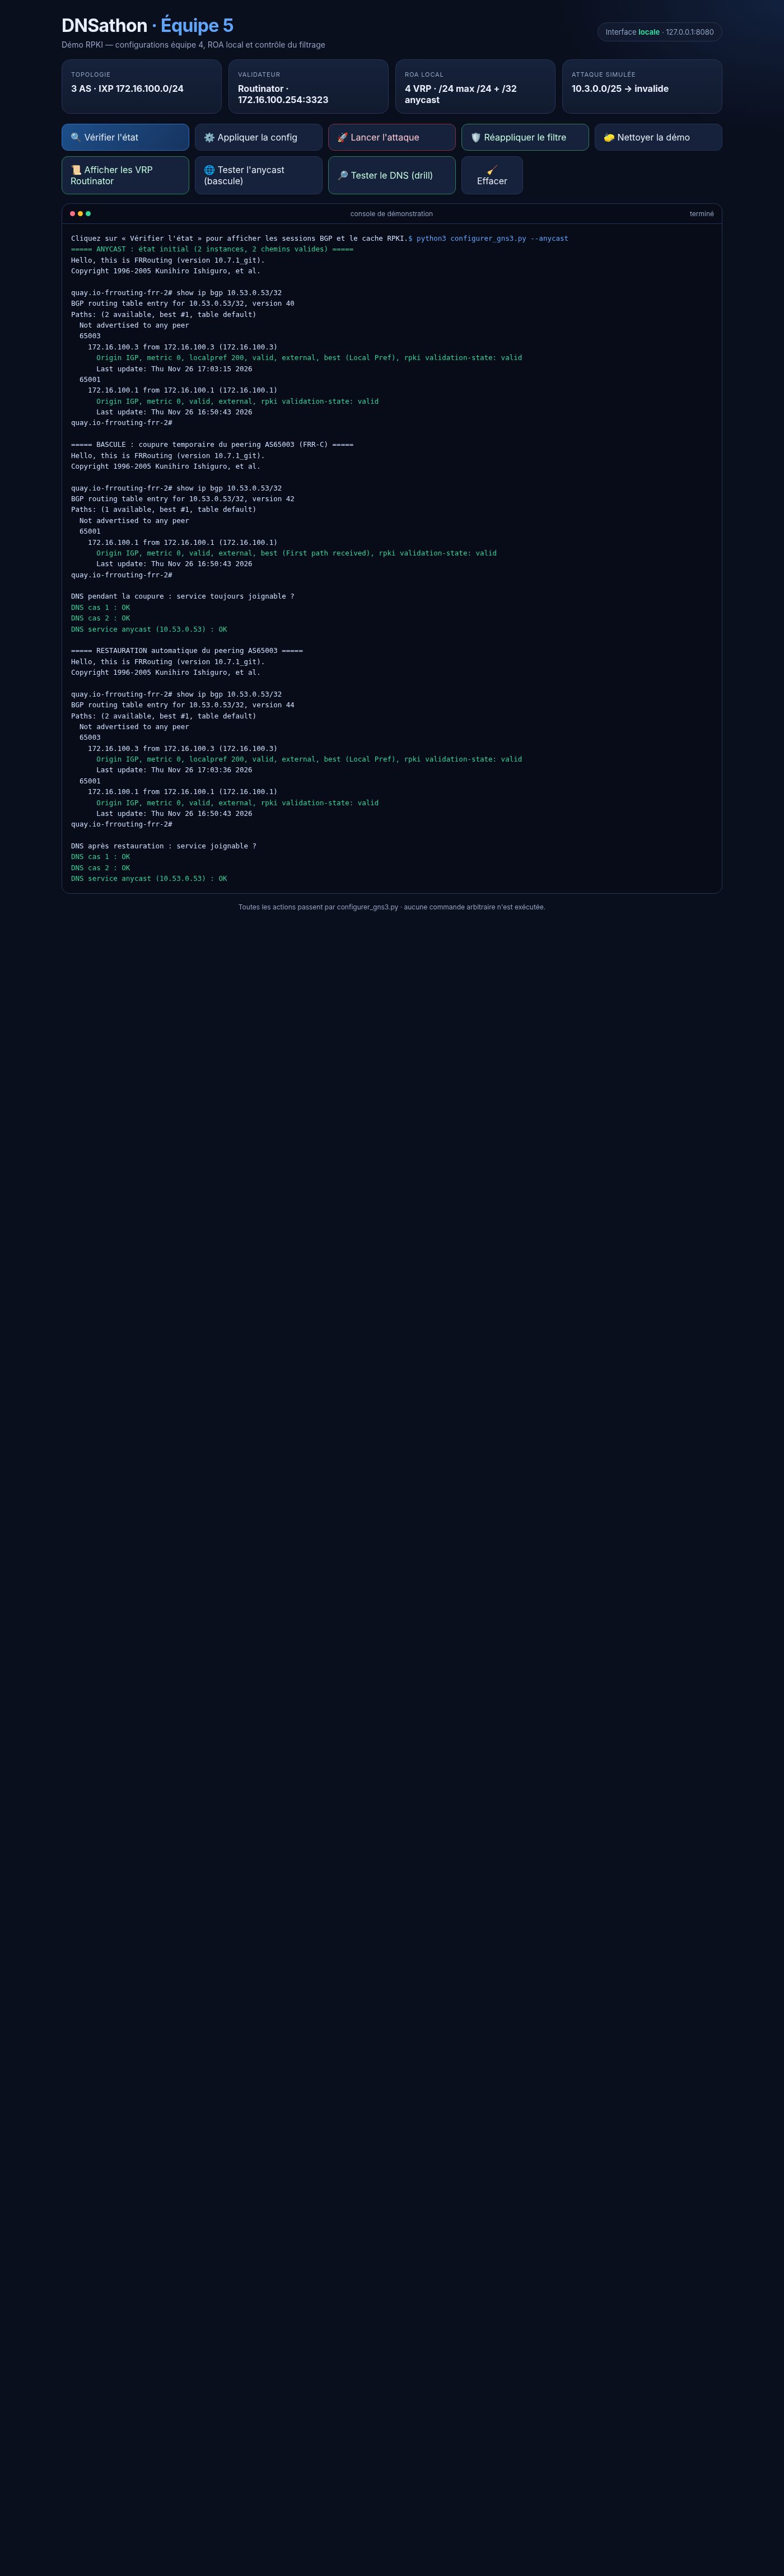 DNSathon · Équipe 5
Démo RPKI — configurations équipe 4, ROA local et contrôle du filtrage
Interface locale · 127.0.0.1:8080
TOPOLOGIE
3 AS · IXP 172.16.100.0/24
VALIDATEUR
Routinator ·
172.16.100.254:3323
ROA LOCAL
4 VRP · /24 max /24 + /32
anycast
ATTAQUE SIMULÉE
10.3.0.0/25 → invalide
🔍 Vérifier l'état
⚙️ Appliquer la config
🚀 Lancer l'attaque
🛡️ Réappliquer le filtre
🧽 Nettoyer la démo
📜 Afficher les VRP
Routinator
🌐 Tester l'anycast
(bascule)
🔎 Tester le DNS (drill)
🧹
Effacer
console de démonstration
terminé
Cliquez sur « Vérifier l'état » pour afficher les sessions BGP et le cache RPKI.$ python3 configurer_gns3.py --anycast
===== ANYCAST : état initial (2 instances, 2 chemins valides) =====
Hello, this is FRRouting (version 10.7.1_git).
Copyright 1996-2005 Kunihiro Ishiguro, et al.
quay.io-frrouting-frr-2# show ip bgp 10.53.0.53/32
BGP routing table entry for 10.53.0.53/32, version 40
Paths: (2 available, best #1, table default)
Not advertised to any peer
65003
172.16.100.3 from 172.16.100.3 (172.16.100.3)
Origin IGP, metric 0, localpref 200, valid, external, best (Local Pref), rpki validation-state: valid
Last update: Thu Nov 26 17:03:15 2026
65001
172.16.100.1 from 172.16.100.1 (172.16.100.1)
Origin IGP, metric 0, valid, external, rpki validation-state: valid
Last update: Thu Nov 26 16:50:43 2026
quay.io-frrouting-frr-2#
===== BASCULE : coupure temporaire du peering AS65003 (FRR-C) =====
Hello, this is FRRouting (version 10.7.1_git).
Copyright 1996-2005 Kunihiro Ishiguro, et al.
quay.io-frrouting-frr-2# show ip bgp 10.53.0.53/32
BGP routing table entry for 10.53.0.53/32, version 42
Paths: (1 available, best #1, table default)
Not advertised to any peer
65001
172.16.100.1 from 172.16.100.1 (172.16.100.1)
Origin IGP, metric 0, valid, external, best (First path received), rpki validation-state: valid
Last update: Thu Nov 26 16:50:43 2026
quay.io-frrouting-frr-2#
DNS pendant la coupure : service toujours joignable ?
DNS cas 1 : OK
DNS cas 2 : OK
DNS service anycast (10.53.0.53) : OK
===== RESTAURATION automatique du peering AS65003 =====
Hello, this is FRRouting (version 10.7.1_git).
Copyright 1996-2005 Kunihiro Ishiguro, et al.
quay.io-frrouting-frr-2# show ip bgp 10.53.0.53/32
BGP routing table entry for 10.53.0.53/32, version 44
Paths: (2 available, best #1, table default)
Not advertised to any peer
65003
172.16.100.3 from 172.16.100.3 (172.16.100.3)
Origin IGP, metric 0, localpref 200, valid, external, best (Local Pref), rpki validation-state: valid
Last update: Thu Nov 26 17:03:36 2026
65001
172.16.100.1 from 172.16.100.1 (172.16.100.1)
Origin IGP, metric 0, valid, external, rpki validation-state: valid
Last update: Thu Nov 26 16:50:43 2026
quay.io-frrouting-frr-2#
DNS après restauration : service joignable ?
DNS cas 1 : OK
DNS cas 2 : OK
DNS service anycast (10.53.0.53) : OK
Toutes les actions passent par configurer_gns3.py · aucune commande arbitraire n'est exécutée.